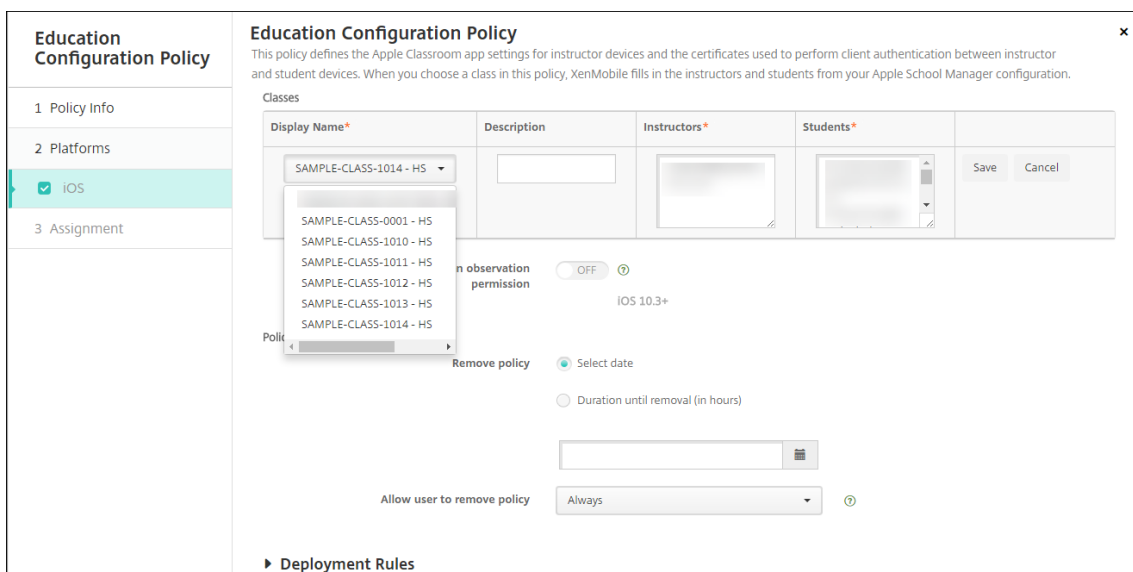 Education
Configuration Policy
1 Policy Info
2 Platforms
iOS
3 Assignment
Education Configuration Policy
×
This policy defines the Apple Classroom app settings for instructor devices and the certificates used to perform client authentication between instructor
and student devices. When you choose a class in this policy, XenMobile fills in the instructors and students from your Apple School Manager configuration.
Classes
Display Name* Description Instructors* Students*
SAMPLE-CLASS-1014 - HS Save Cancel
SAMPLE-CLASS-0001 - HS
SAMPLE-CLASS-1010 - HS
SAMPLE-CLASS-1011 - HS
SAMPLE-CLASS-1012 - HS
SAMPLE-CLASS-1013 - HS
SAMPLE-CLASS-1014 - HS
observation
permission
OFF ?
iOS 10.3+
Remove policy Select date
Duration until removal (in hours)
Allow user to remove policy Always ?
Deployment Rules